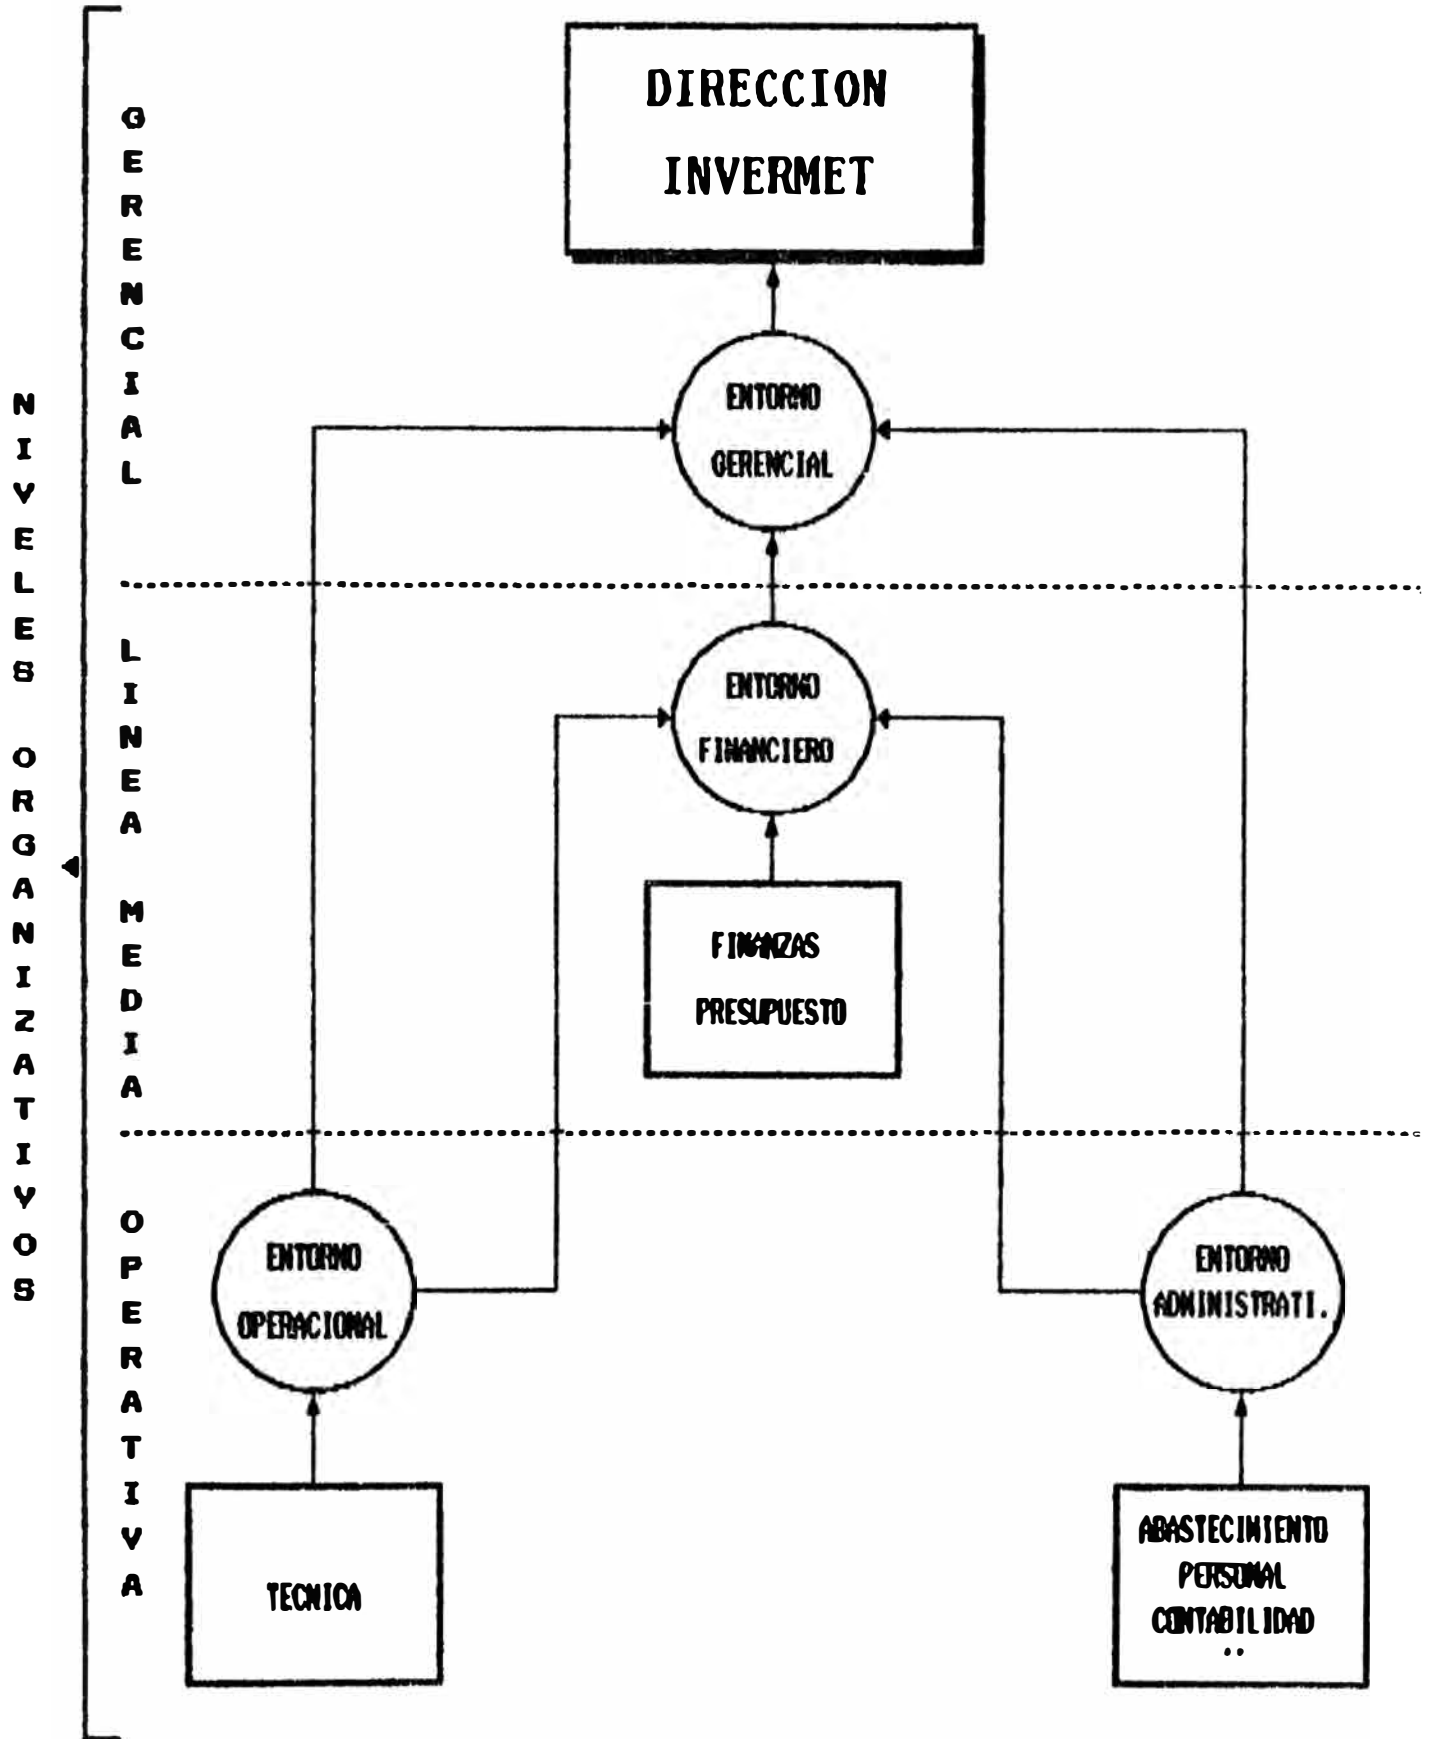 NIVELES ORGANIZATIVOS
GERENCIAL
DIRECCION
INVERMET
ENTORNO
GERENCIAL
LINEA MEDIA
ENTORNO
FINANCIERO
FINANZAS
PRESUPUESTO
OPERATIVA
ENTORNO
OPERACIONAL
ENTORNO
ADMINISTRATI.
TECNICA
ABASTECIMIENTO
PERSONAL
CONTABILIDAD
..